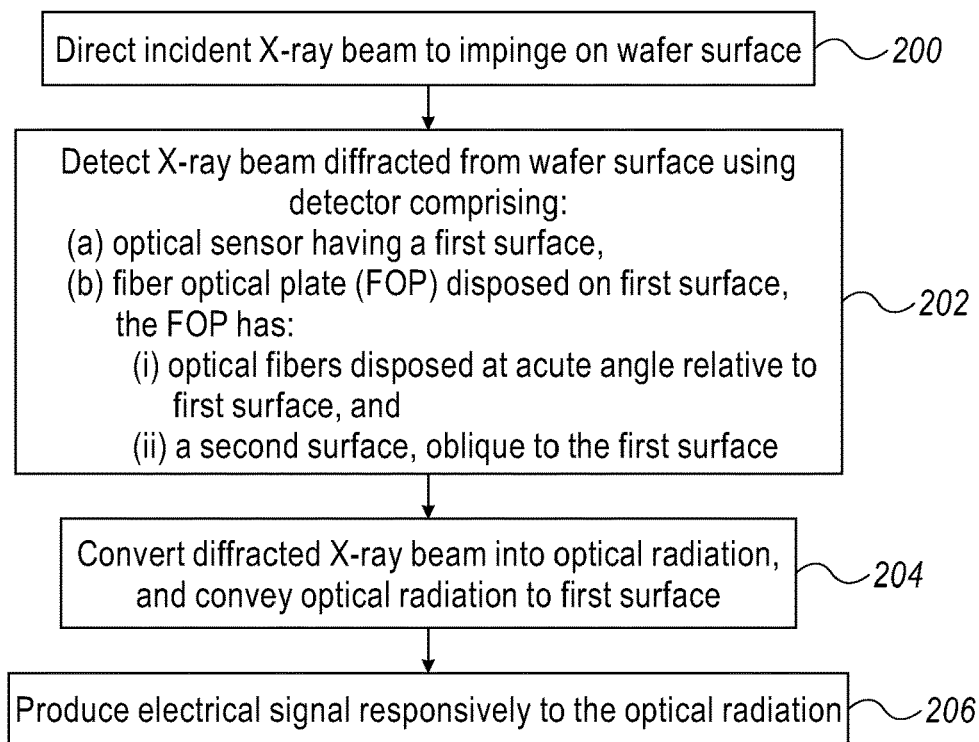 Direct incident X-ray beam to impinge on wafer surface
200
Detect X-ray beam diffracted from wafer surface using
detector comprising:
(a) optical sensor having a first surface,
(b) fiber optical plate (FOP) disposed on first surface,
the FOP has:
(i) optical fibers disposed at acute angle relative to
first surface, and
(ii) a second surface, oblique to the first surface
202
Convert diffracted X-ray beam into optical radiation,
and convey optical radiation to first surface
204
Produce electrical signal responsively to the optical radiation
206